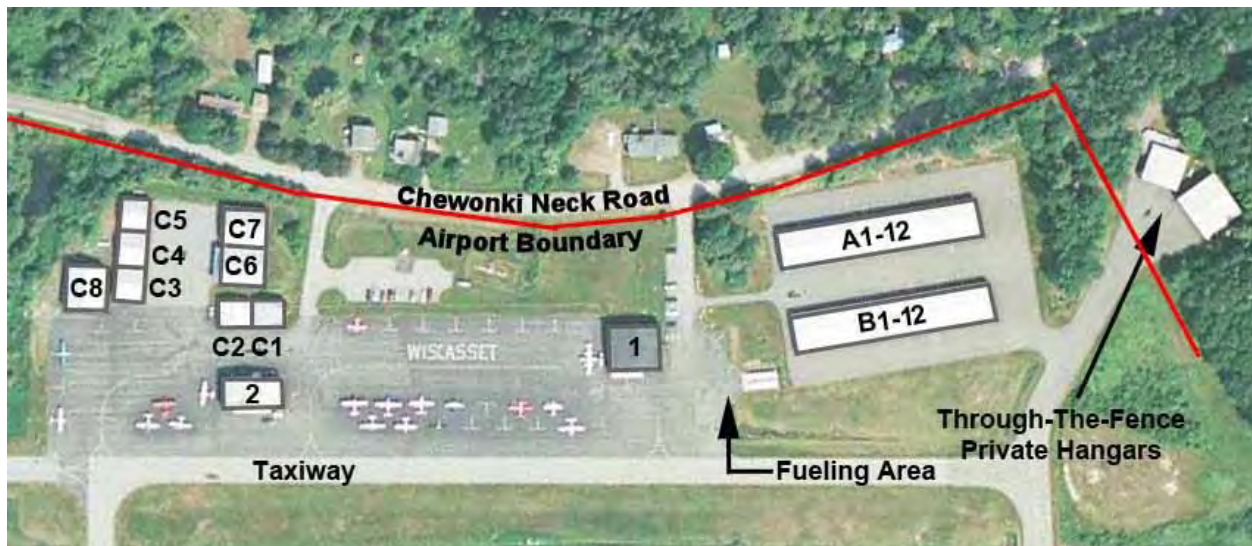 Chewonki Neck Road
Airport Boundary
C5
C7
C4
C6
C3
C8
C2 C1
2
WISCASSET
1
A1-12
B1-12
Through-The-Fence
Private Hangars
Fueling Area
Taxiway